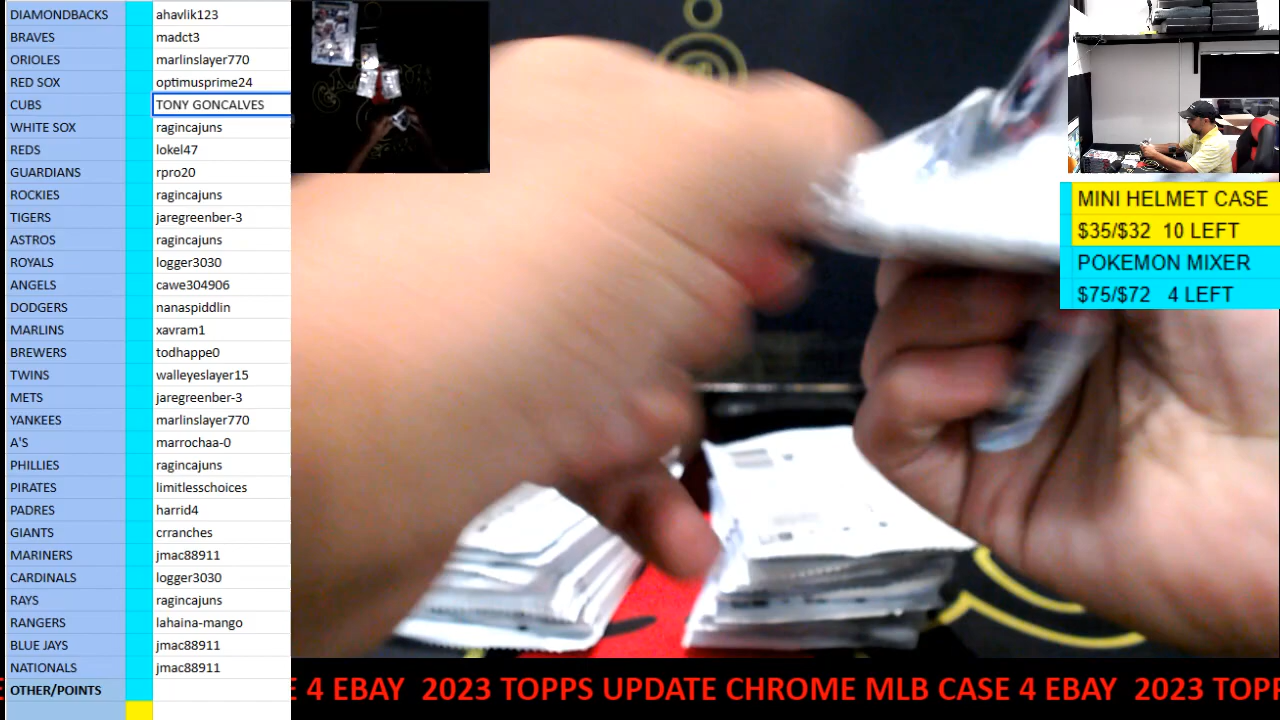 DIAMONDBACKS ahavlik123
BRAVES madct3
ORIOLES marlinslayer770
RED SOX optimusprime24
CUBS TONY GONCALVES
WHITE SOX ragincajuns
REDS lokel47
GUARDIANS rpro20
ROCKIES ragincajuns
TIGERS jaregreenber-3
ASTROS ragincajuns
ROYALS logger3030
ANGELS cawe304906
DODGERS nanaspiddlin
MARLINS xavram1
BREWERS todhappe0
TWINS walleyeslayer15
METS jaregreenber-3
YANKEES marlinslayer770
A'S marrochaa-0
PHILLIES ragincajuns
PIRATES limitlesschoices
PADRES harrid4
GIANTS crranches
MARINERS jmac88911
CARDINALS logger3030
RAYS ragincajuns
RANGERS lahaina-mango
BLUE JAYS jmac88911
NATIONALS jmac88911
OTHER/POINTS
MINI HELMET CASE
$35/$32 10 LEFT
POKEMON MIXER
$75/$72 4 LEFT
E 4 EBAY 2023 TOPPS UPDATE CHROME MLB CASE 4 EBAY 2023 TOPP